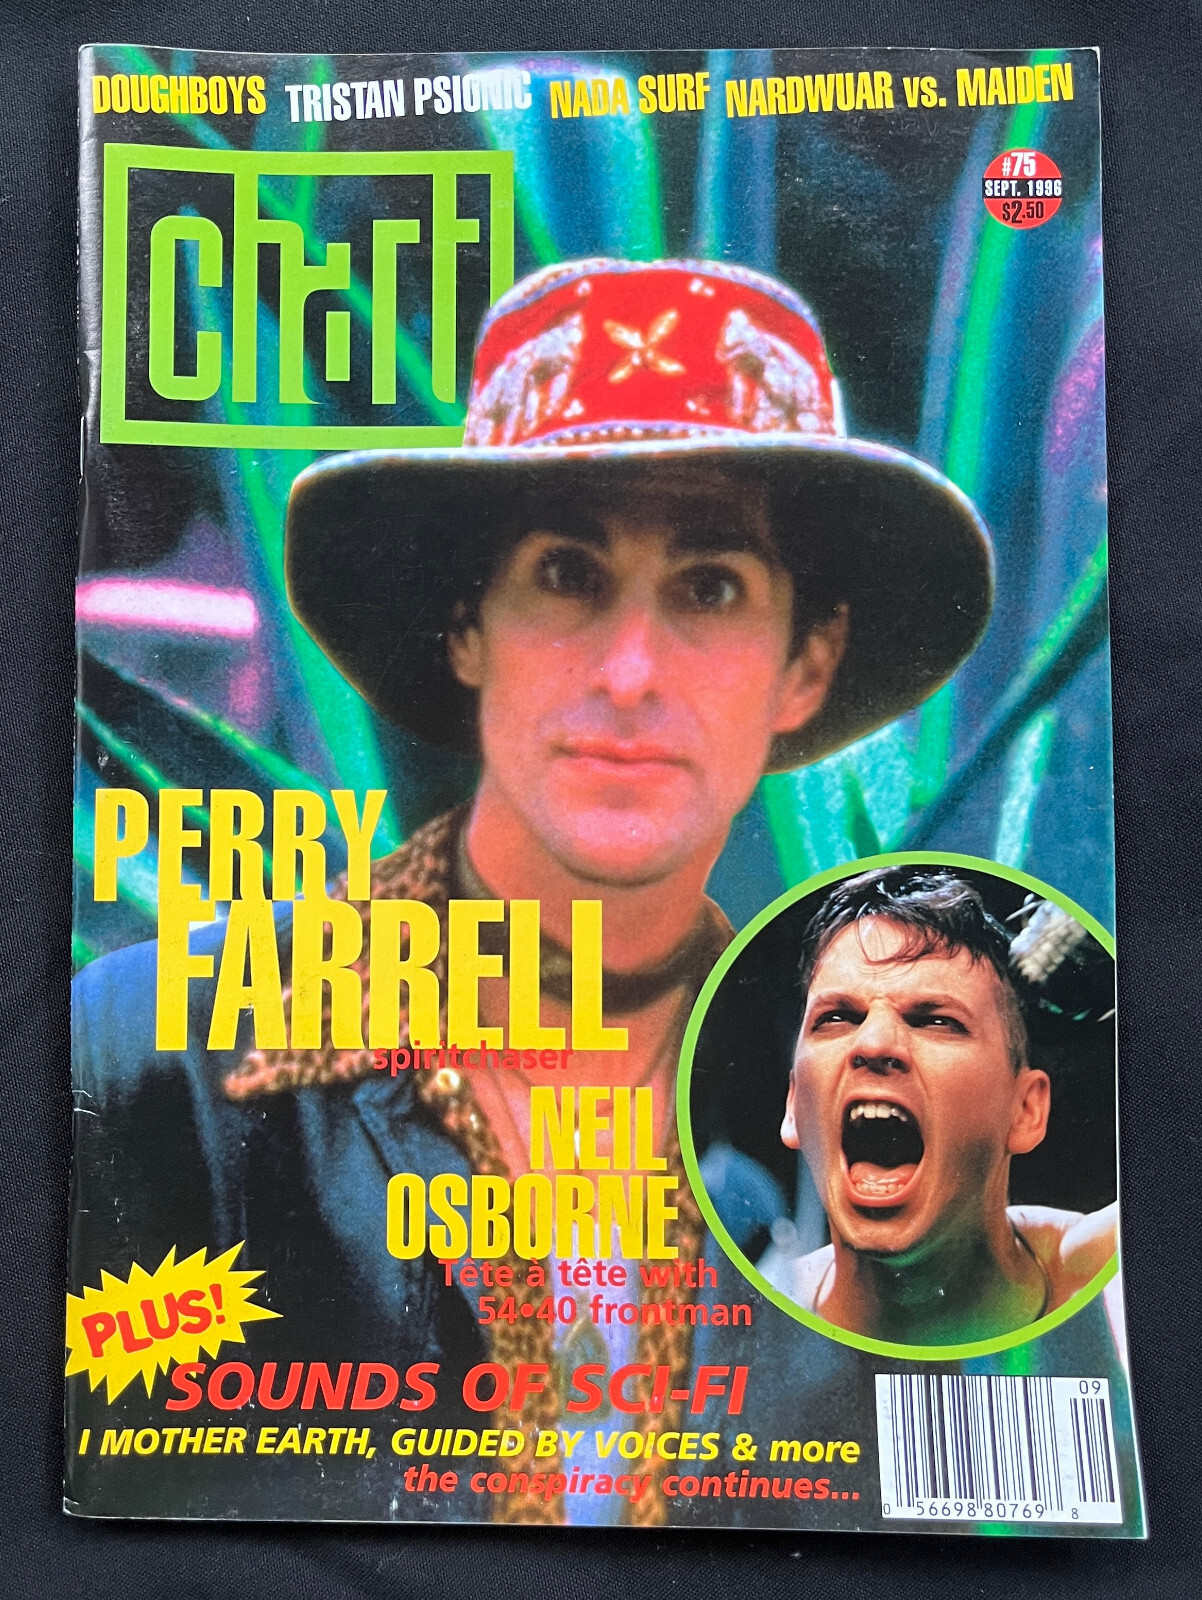 DOUGHBOYS TRISTAN PSIONIC NADA SURF NARDWUAR vs. MAIDEN
chart
#75
SEPT. 1996
$2.50
PERRY
FARRELL
spiritchaser
NEIL
OSBORNE
Tête à tête with
54•40 frontman
PLUS!
SOUNDS OF SCI-FI
I MOTHER EARTH, GUIDED BY VOICES & more
the conspiracy continues...
09
0 56698 80769 8